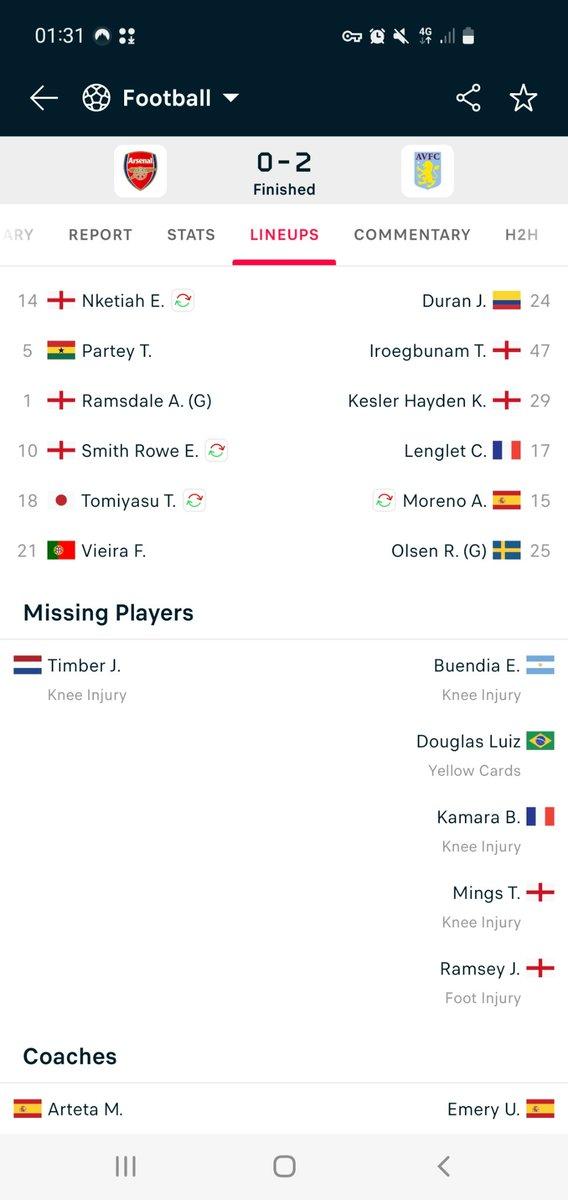 01:31
4G
Football
Arsenal
0 - 2
AVFC
Finished
ARY REPORT STATS LINEUPS COMMENTARY H2H
14 Nketiah E. Duran J. 24
5 Partey T. Iroegbunam T. 47
1 Ramsdale A. (G) Kesler Hayden K. 29
10 Smith Rowe E. Lenglet C. 17
18 Tomiyasu T. Moreno A. 15
21 Vieira F. Olsen R. (G) 25
Missing Players
Timber J. Buendia E.
Knee Injury Knee Injury
Douglas Luiz
Yellow Cards
Kamara B.
Knee Injury
Mings T.
Knee Injury
Ramsey J.
Foot Injury
Coaches
Arteta M. Emery U.